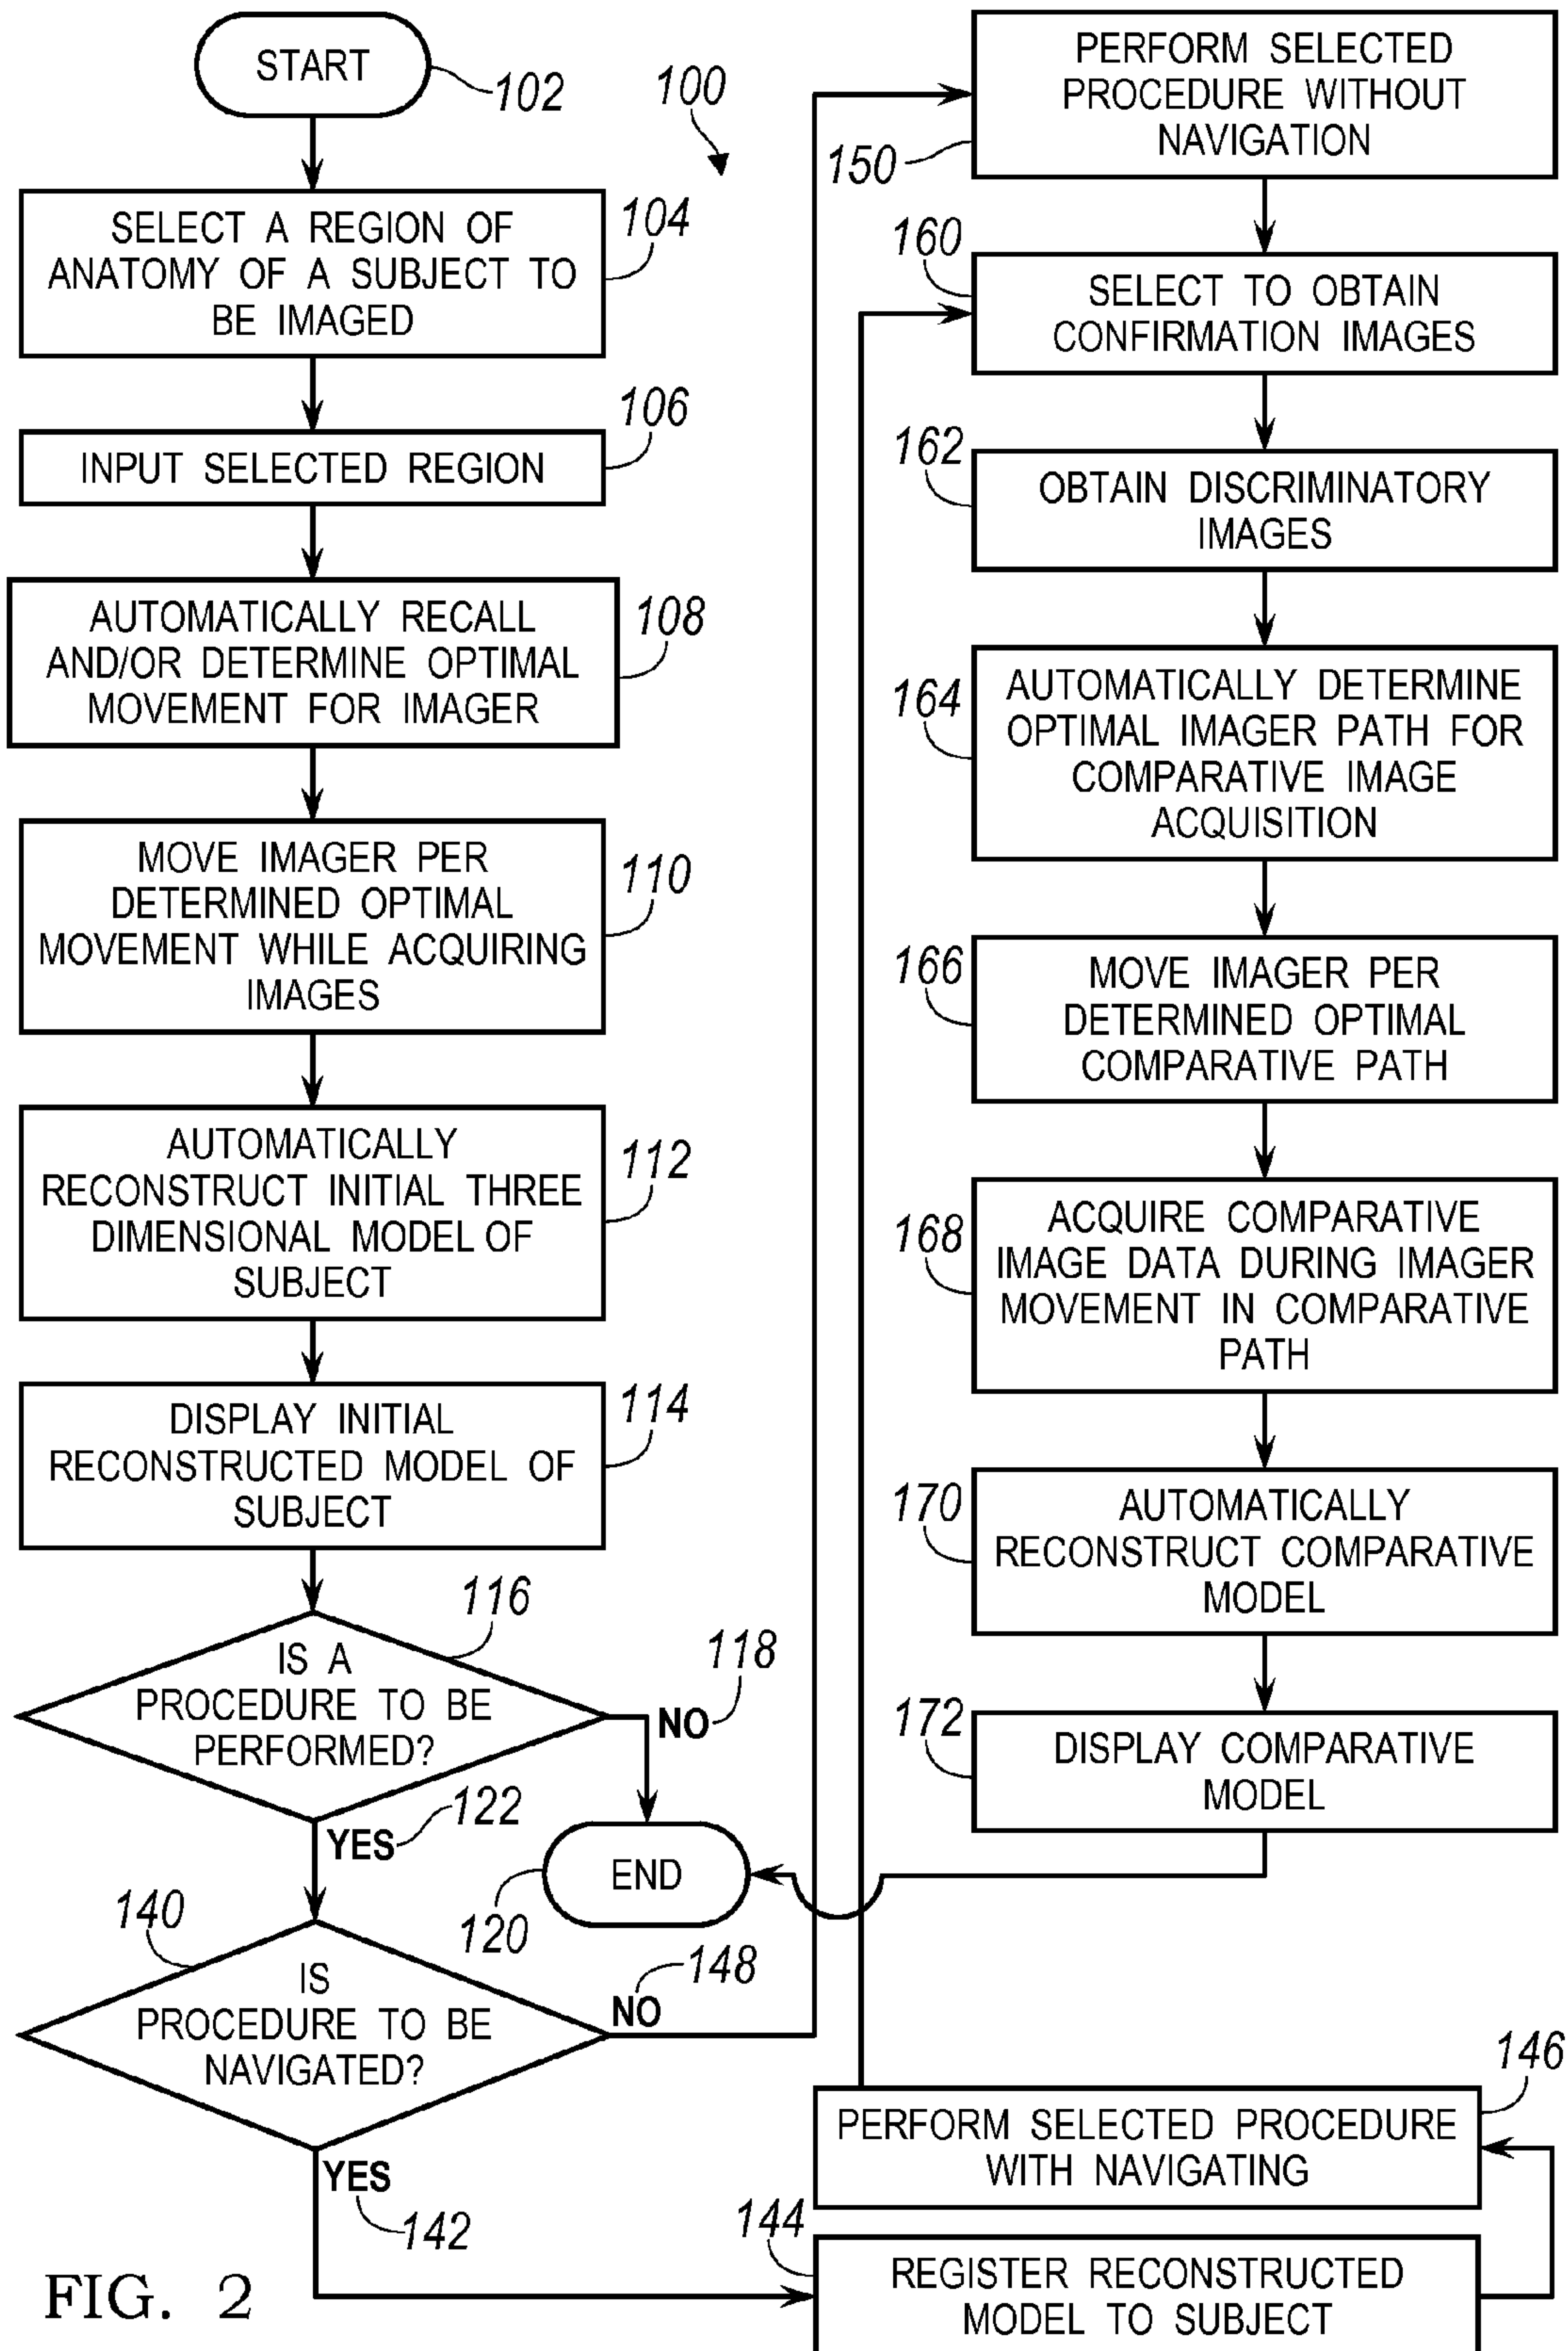 START
102
100
SELECT A REGION OF
ANATOMY OF A SUBJECT TO
BE IMAGED
104
INPUT SELECTED REGION
106
AUTOMATICALLY RECALL
AND/OR DETERMINE OPTIMAL
MOVEMENT FOR IMAGER
108
MOVE IMAGER PER
DETERMINED OPTIMAL
MOVEMENT WHILE ACQUIRING
IMAGES
110
AUTOMATICALLY
RECONSTRUCT INITIAL THREE
DIMENSIONAL MODEL OF
SUBJECT
112
DISPLAY INITIAL
RECONSTRUCTED MODEL OF
SUBJECT
114
IS A
PROCEDURE TO BE
PERFORMED?
116
NO
118
YES
122
END
120
IS
PROCEDURE TO BE
NAVIGATED?
140
NO
148
YES
142
REGISTER RECONSTRUCTED
MODEL TO SUBJECT
144
PERFORM SELECTED PROCEDURE
WITH NAVIGATING
146
PERFORM SELECTED
PROCEDURE WITHOUT
NAVIGATION
150
SELECT TO OBTAIN
CONFIRMATION IMAGES
160
OBTAIN DISCRIMINATORY
IMAGES
162
AUTOMATICALLY DETERMINE
OPTIMAL IMAGER PATH FOR
COMPARATIVE IMAGE
ACQUISITION
164
MOVE IMAGER PER
DETERMINED OPTIMAL
COMPARATIVE PATH
166
ACQUIRE COMPARATIVE
IMAGE DATA DURING IMAGER
MOVEMENT IN COMPARATIVE
PATH
168
AUTOMATICALLY
RECONSTRUCT COMPARATIVE
MODEL
170
DISPLAY COMPARATIVE
MODEL
172
FIG. 2